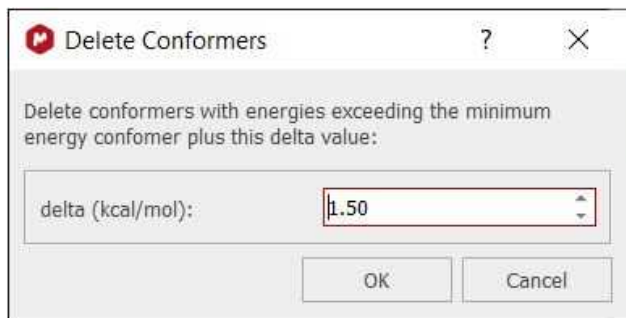 Delete Conformers ?
Delete conformers with energies exceeding the minimum
energy confomer plus this delta value:
delta (kcal/mol): 1.50
OK Cancel